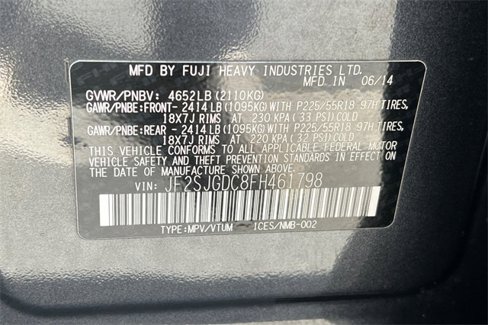 MFD BY FUJI HEAVY INDUSTRIES LTD.
MFD IN 06/14
GVWR/PNBV: 4652LB(2110KG)
GAWR/PNBE:FRONT- 2414LB(1095KG)WITH P225/55R18 97H TIRES,
18X7J RIMS AT 230 KPA(33 PSI)COLD
GAWR/PNBE:REAR - 2414LB(1095KG)WITH P225/55R18 97H TIRES,
18X7J RIMS, AT 220 KPA(32 PSI)COLD
THIS VEHICLE CONFORMS TO ALL APPLICABLE FEDERAL MOTOR
VEHICLE SAFETY, BUMPER, AND THEFT PREVENTION STANDARDS
IN EFFECT ON THE DATE OF MANUFACTURE SHOWN ABOVE.
VIN: JF2SJGDC8FH461798
TYPE:MPV/VTUM ICES/NMB-002